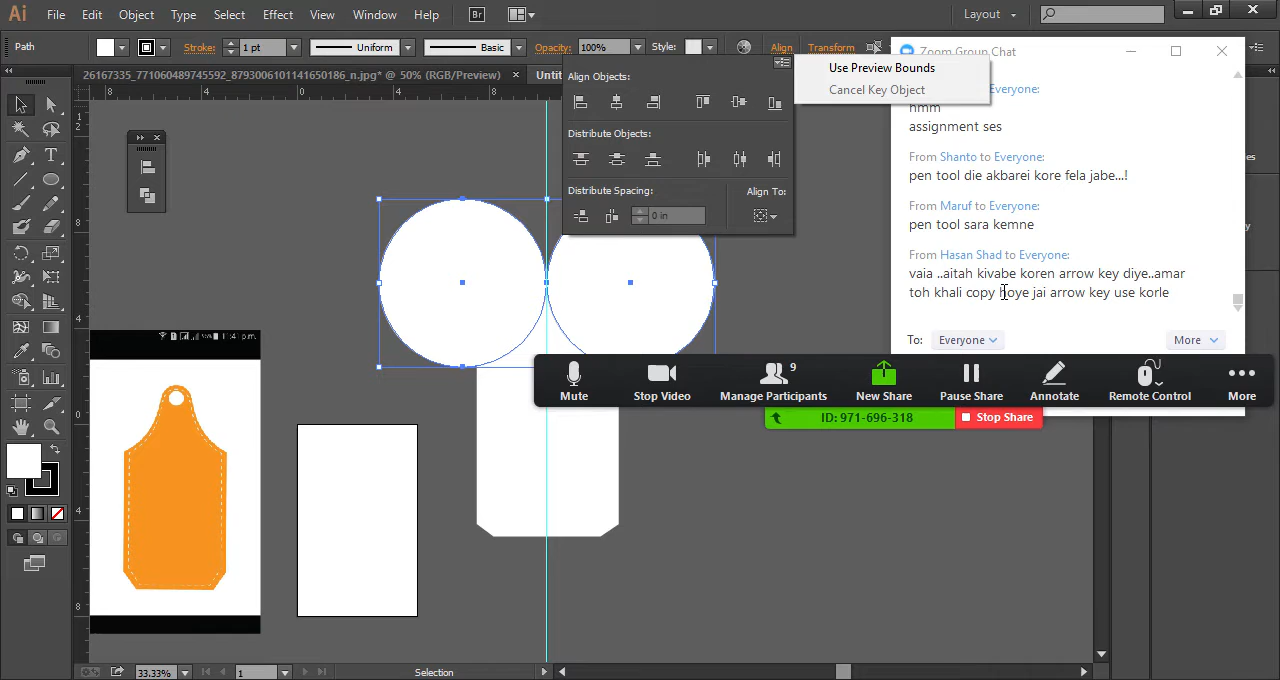 Ai File Edit Object Type Select Effect View Window Help Br Layout
Path Stroke: 1 pt Uniform Basic Opacity: 100% Style: Align Transform
26167335_771060489745592_8793006101141650186_n.jpg* @ 50% (RGB/Preview) × Untit
8 4 0 4 8
Align Objects:
Distribute Objects:
Distribute Spacing: Align To:
0 in
Use Preview Bounds
Cancel Key Object
Zoom Group Chat
Everyone:
hmm
assignment ses
From Shanto to Everyone:
pen tool die akbarei kore fela jabe...!
From Maruf to Everyone:
pen tool sara kemne
From Hasan Shad to Everyone:
vaia ..aitah kivabe koren arrow key diye..amar
toh khali copy hoye jai arrow key use korle
To: Everyone More
Mute Stop Video Manage Participants 9 New Share Pause Share Annotate Remote Control More
ID: 971-696-318 Stop Share
33.33% 1 Selection